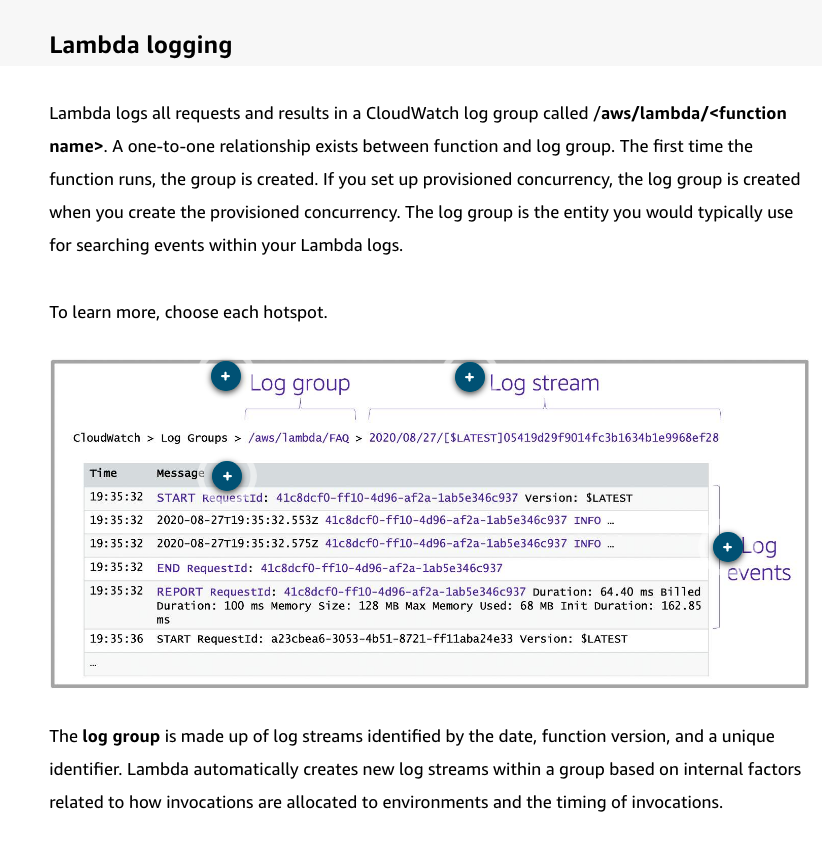 Lambda logging
Lambda logs all requests and results in a CloudWatch log group called /aws/lambda/<function
name>. A one-to-one relationship exists between function and log group. The first time the
function runs, the group is created. If you set up provisioned concurrency, the log group is created
when you create the provisioned concurrency. The log group is the entity you would typically use
for searching events within your Lambda logs.
To learn more, choose each hotspot.
Log group
Log stream
CloudWatch > Log Groups > /aws/lambda/FAQ > 2020/08/27/[$LATEST]05419d29f9014fc3b1634b1e9968ef28
Time Message
19:35:32 START RequestId: 41c8dcf0-ff10-4d96-af2a-1ab5e346c937 Version: $LATEST
19:35:32 2020-08-27T19:35:32.553Z 41c8dcf0-ff10-4d96-af2a-1ab5e346c937 INFO …
19:35:32 2020-08-27T19:35:32.575Z 41c8dcf0-ff10-4d96-af2a-1ab5e346c937 INFO …
19:35:32 END RequestId: 41c8dcf0-ff10-4d96-af2a-1ab5e346c937
19:35:32 REPORT RequestId: 41c8dcf0-ff10-4d96-af2a-1ab5e346c937 Duration: 64.40 ms Billed
Duration: 100 ms Memory Size: 128 MB Max Memory Used: 68 MB Init Duration: 162.85
ms
19:35:36 START RequestId: a23cbea6-3053-4b51-8721-ff11aba24e33 Version: $LATEST
…
Log
events
The log group is made up of log streams identified by the date, function version, and a unique
identifier. Lambda automatically creates new log streams within a group based on internal factors
related to how invocations are allocated to environments and the timing of invocations.